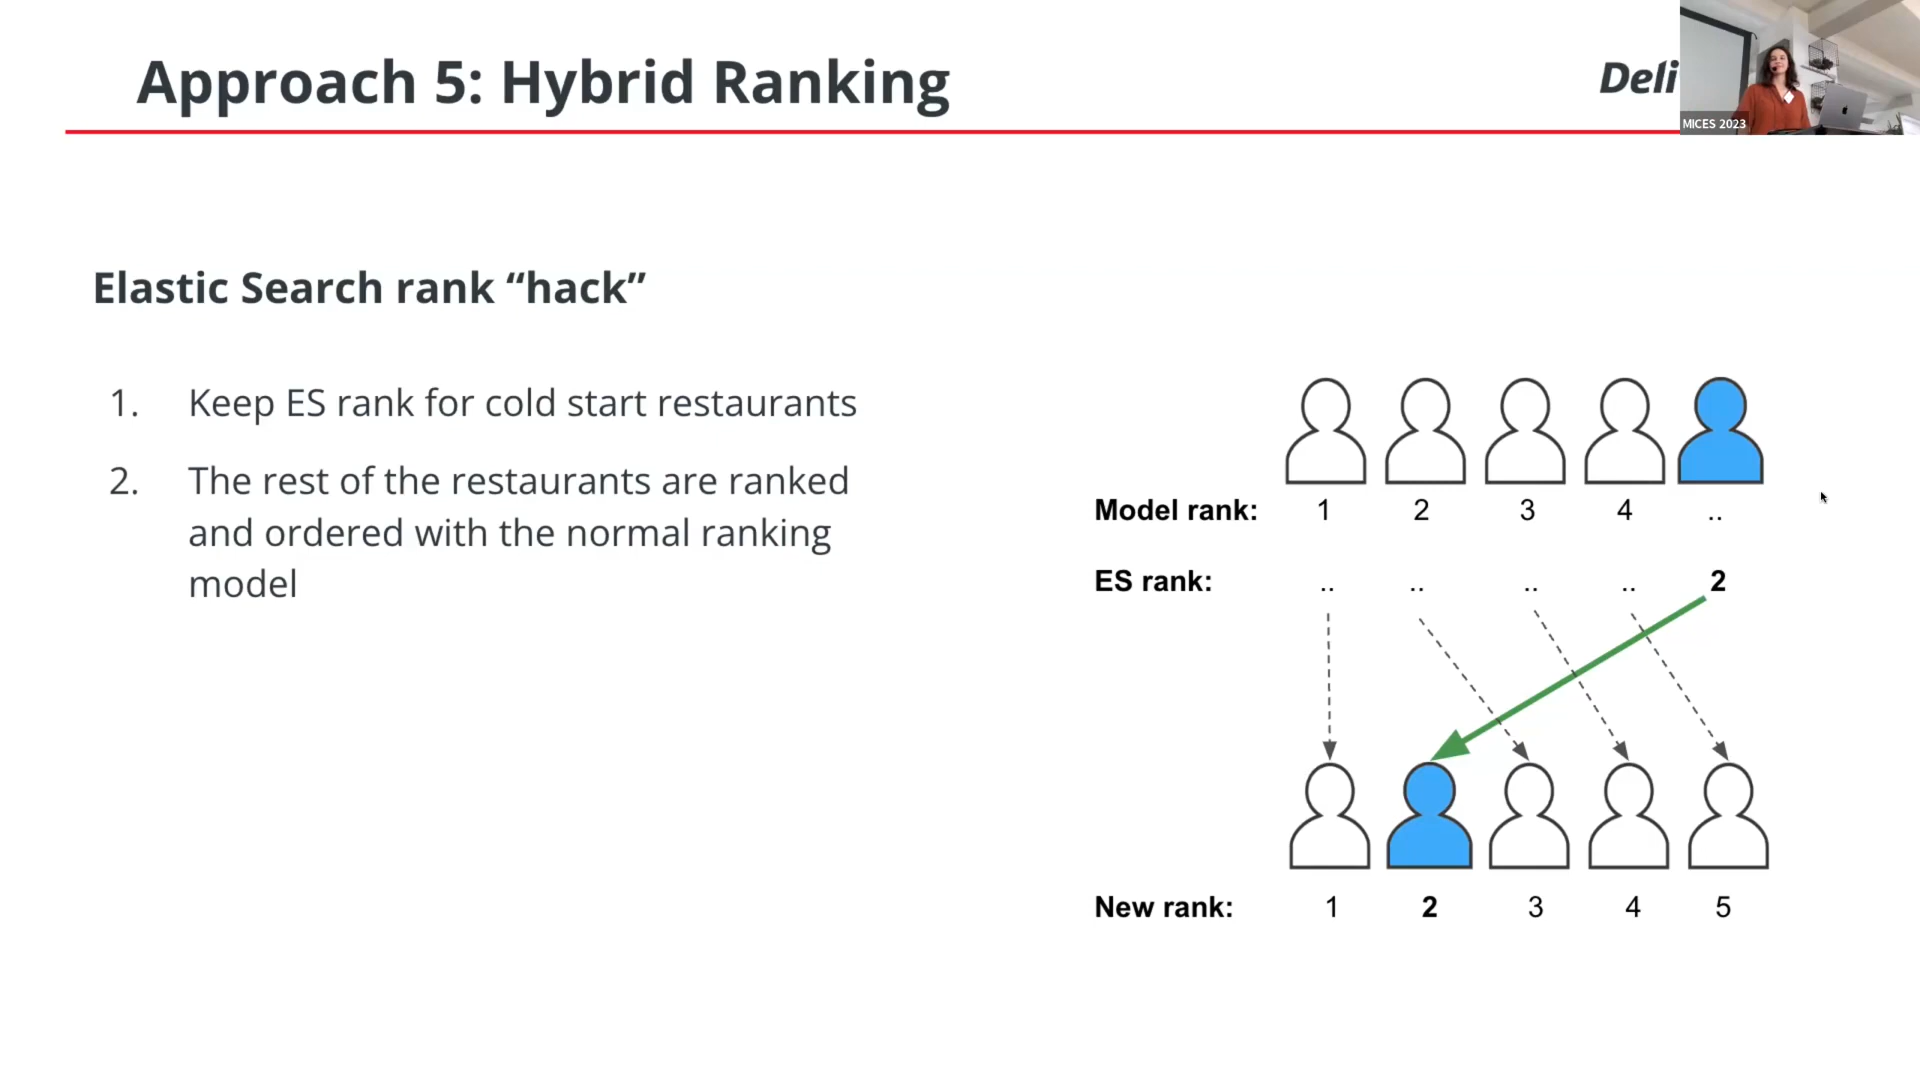 Approach 5: Hybrid Ranking
Deli
MICES 2023
Elastic Search rank “hack”
1. Keep ES rank for cold start restaurants
2. The rest of the restaurants are ranked
and ordered with the normal ranking
model
Model rank: 1 2 3 4 ..
ES rank: .. .. .. .. 2
New rank: 1 2 3 4 5